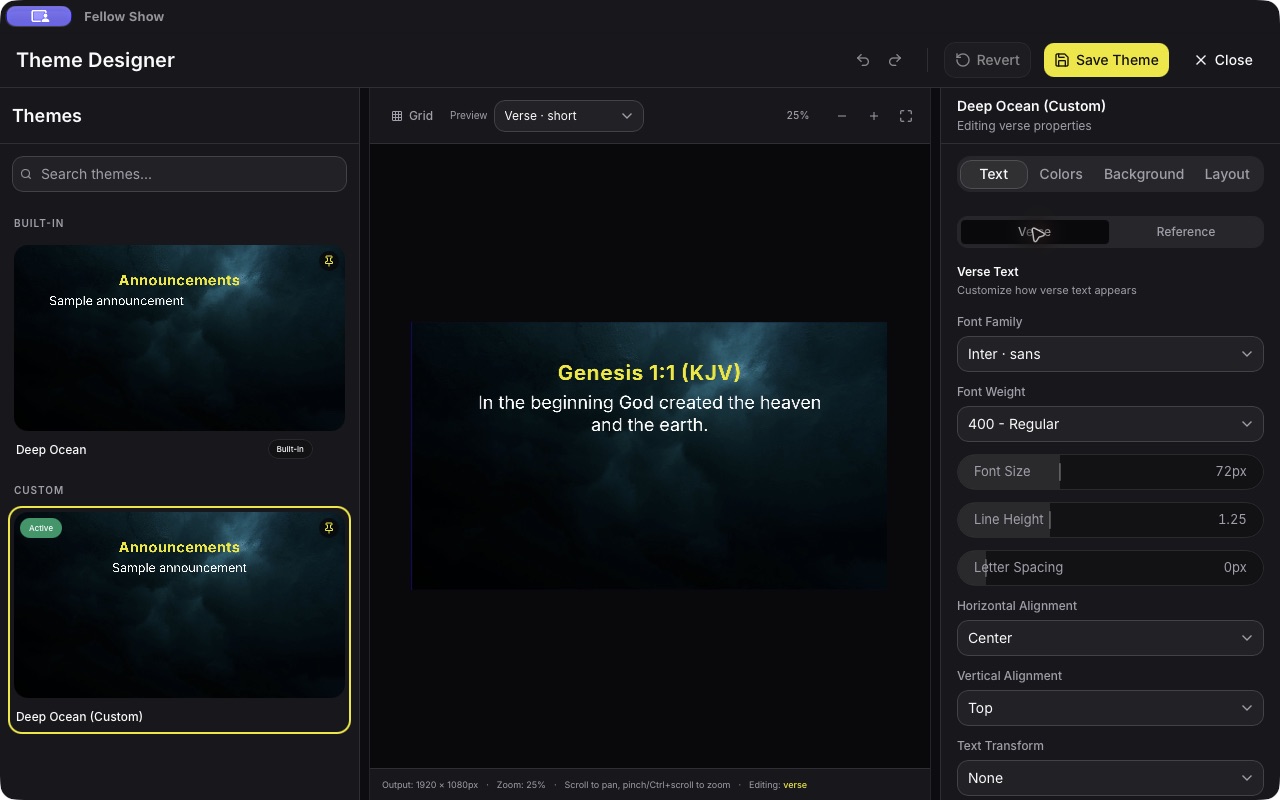 Fellow Show
Theme Designer
Revert
Save Theme
Close
Themes
Search themes...
BUILT-IN
Announcements
Sample announcement
Deep Ocean
Built-in
CUSTOM
Active
Announcements
Sample announcement
Deep Ocean (Custom)
Grid
Preview
Verse · short
25%
Genesis 1:1 (KJV)
In the beginning God created the heaven
and the earth.
Output: 1920 × 1080px · Zoom: 25% · Scroll to pan, pinch/Ctrl+scroll to zoom · Editing: verse
Deep Ocean (Custom)
Editing verse properties
Text Colors Background Layout
Verse Reference
Verse Text
Customize how verse text appears
Font Family
Inter · sans
Font Weight
400 - Regular
Font Size 72px
Line Height 1.25
Letter Spacing 0px
Horizontal Alignment
Center
Vertical Alignment
Top
Text Transform
None